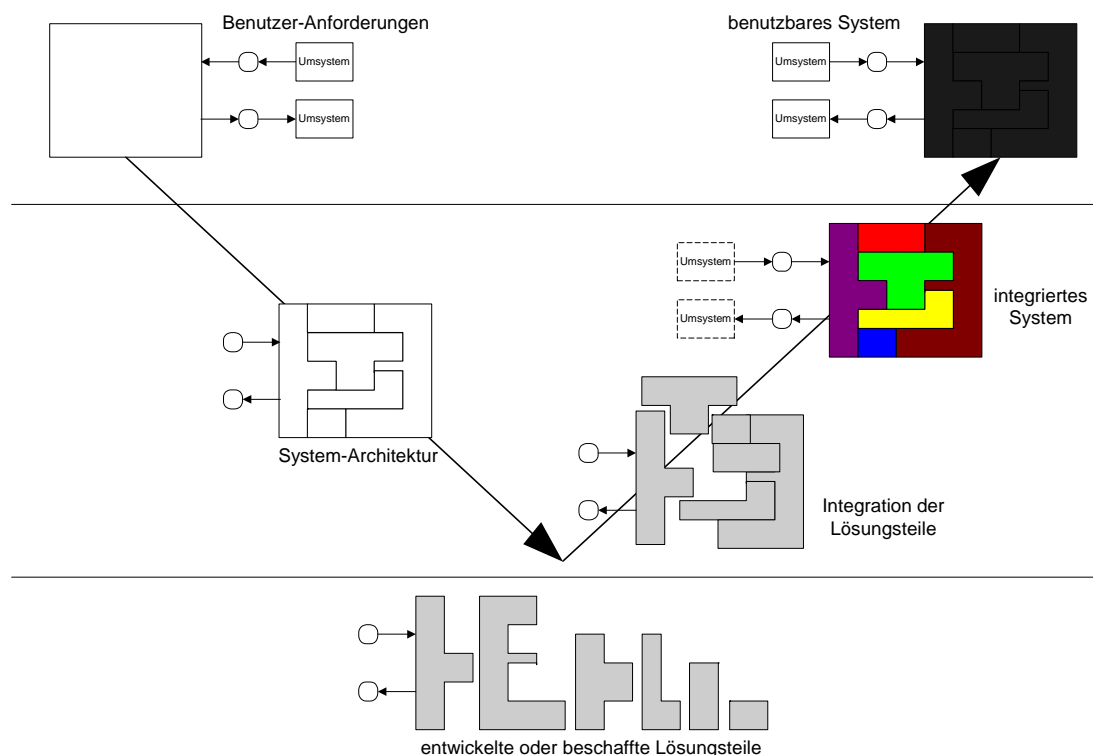 Benutzer-Anforderungen
benutzbares System
Umsystem
Umsystem
Umsystem
Umsystem
Umsystem
Umsystem
integriertes
System
System-Architektur
Integration der
Lösungsteile
entwickelte oder beschaffte Lösungsteile